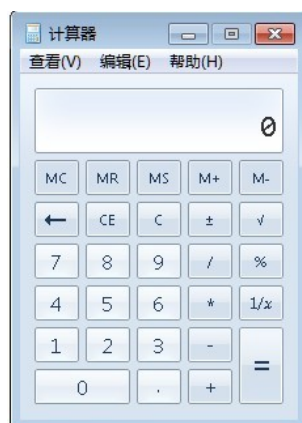 计算器
查看(V) 编辑(E) 帮助(H)
0
MC MR MS M+ M-
← CE C ± √
7 8 9 / %
4 5 6 * 1/x
1 2 3 - =
0 . +